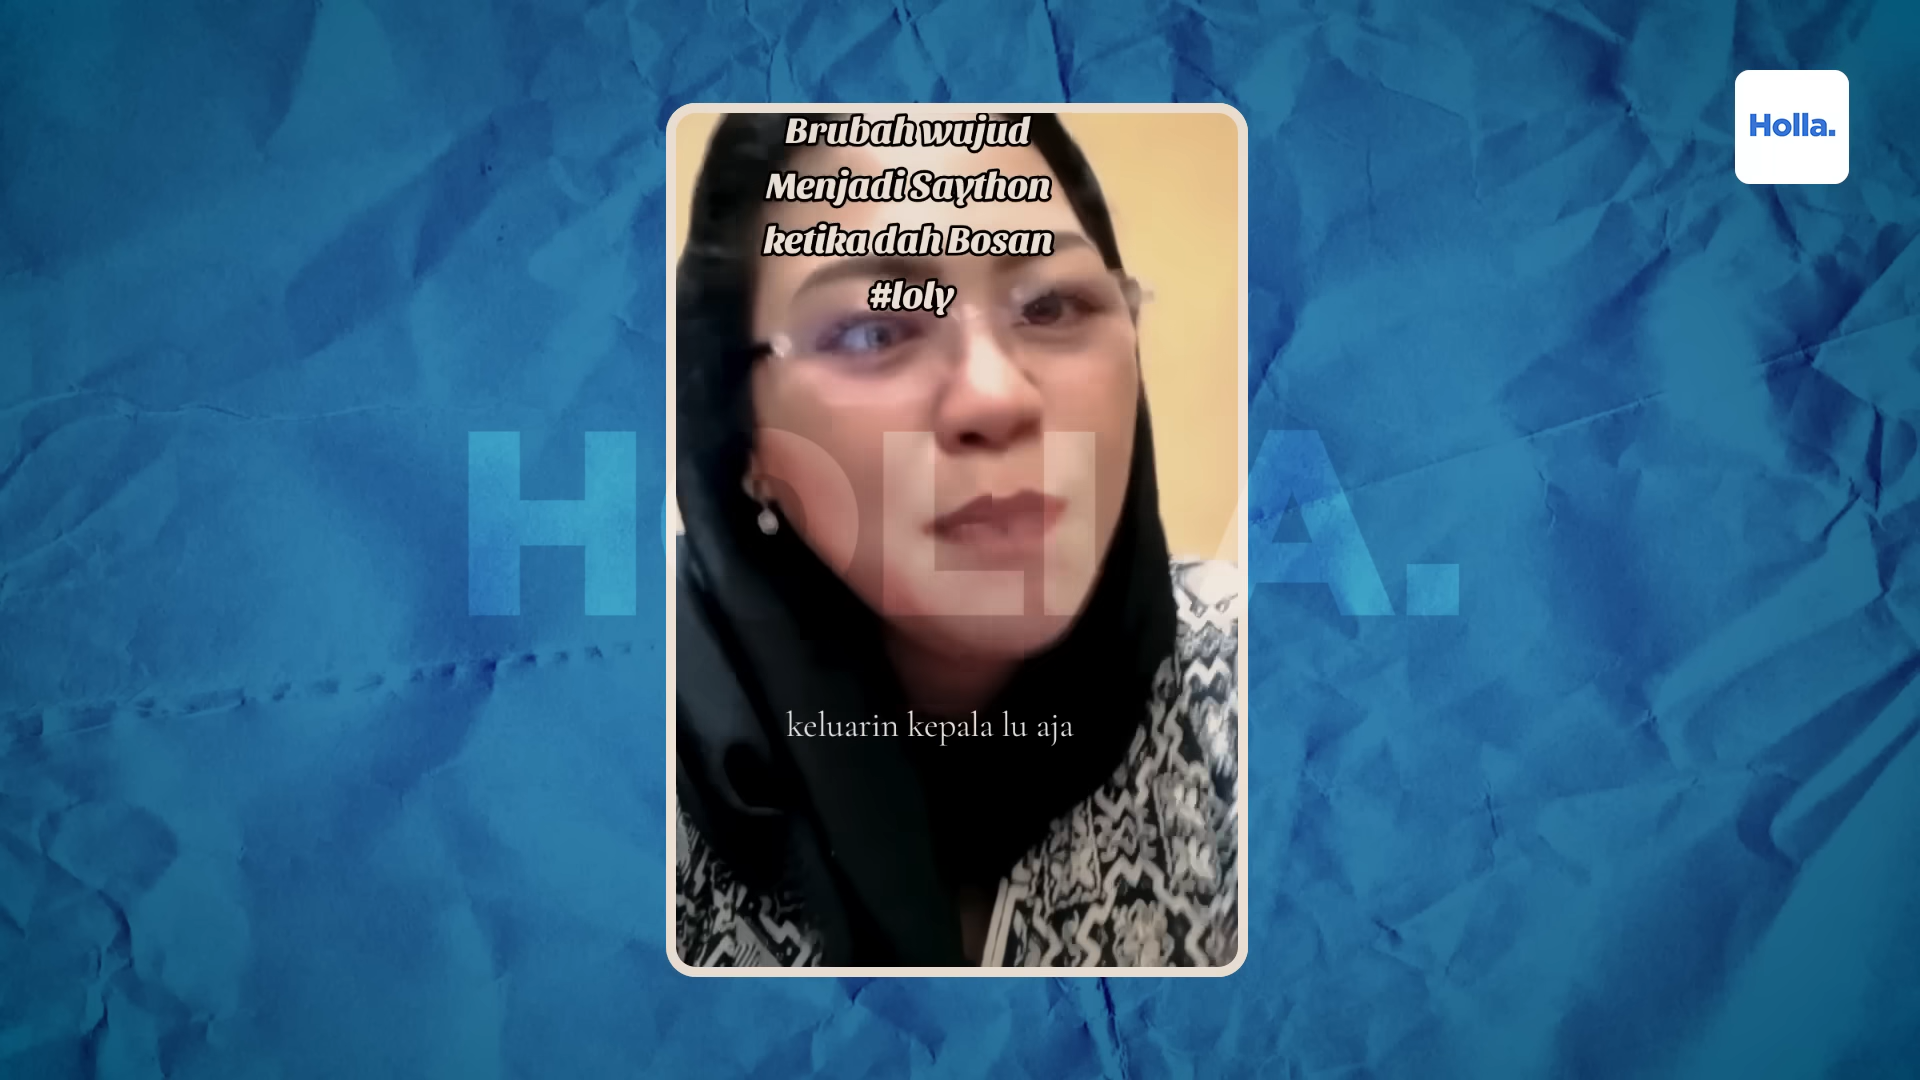 Holla.
Brubah wujud
Menjadi Saython
ketika dah Bosan
#loly
HOLLA.
keluarin kepala lu aja